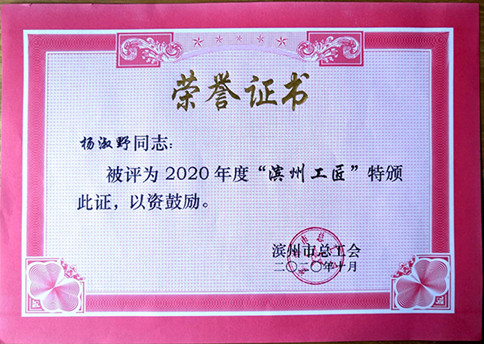 荣誉证书
杨淑野同志：
被评为2020年度“滨州工匠”特颁
此证，以资鼓励。
滨州市总工会
二〇二〇年十月